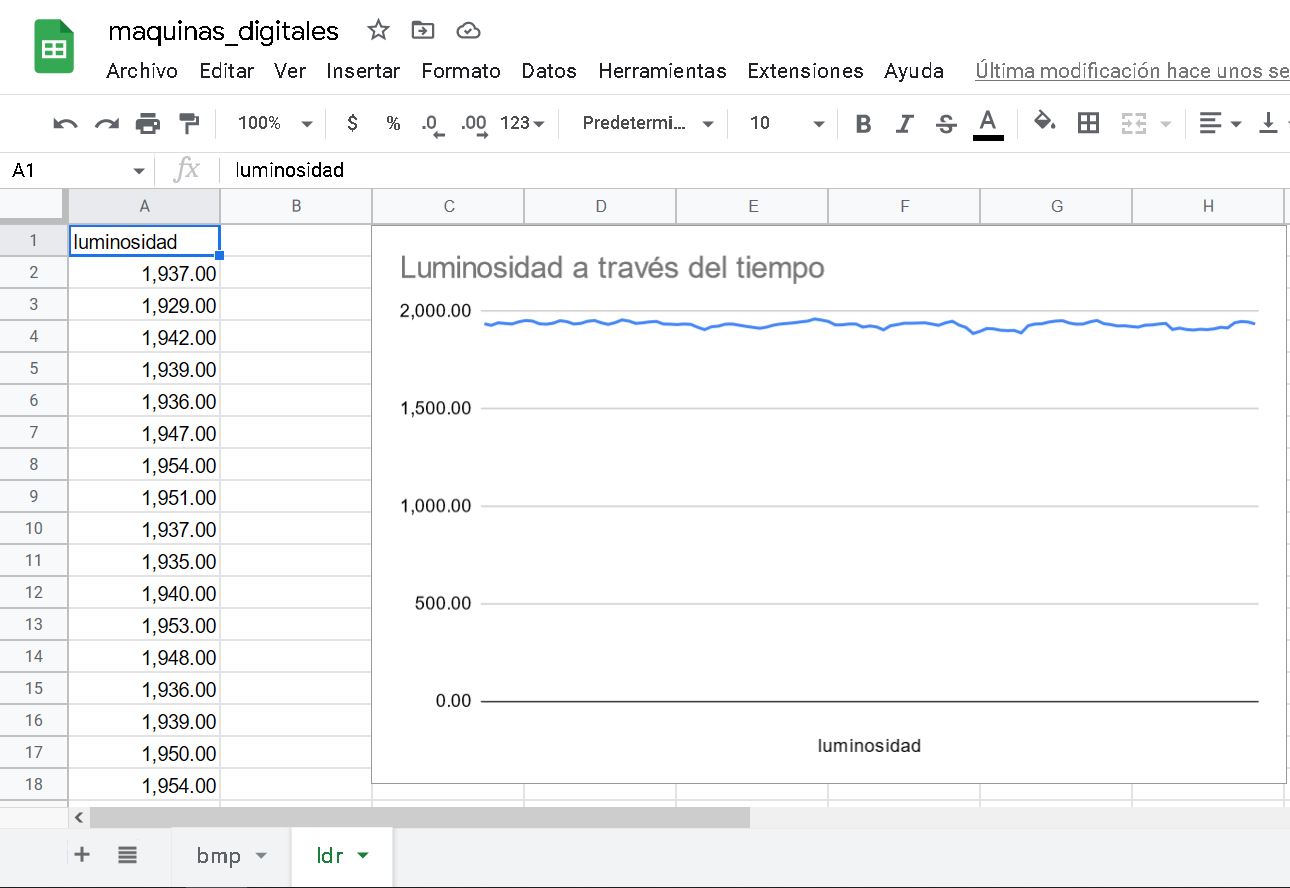 maquinas_digitales
Archivo Editar Ver Insertar Formato Datos Herramientas Extensiones Ayuda Última modificación hace unos se
100% $ % .0 .00 123 Predetermi... 10 B I S A
A1 fx luminosidad
A B C D E F G H
1 luminosidad
2 1,937.00
3 1,929.00
4 1,942.00
5 1,939.00
6 1,936.00
7 1,947.00
8 1,954.00
9 1,951.00
10 1,937.00
11 1,935.00
12 1,940.00
13 1,953.00
14 1,948.00
15 1,936.00
16 1,939.00
17 1,950.00
18 1,954.00
Luminosidad a través del tiempo
2,000.00
1,500.00
1,000.00
500.00
0.00
luminosidad
bmp ldr